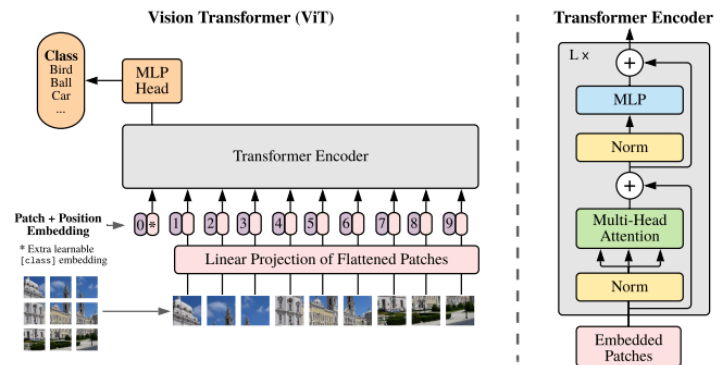 Vision Transformer (ViT)
Class
Bird
Ball
Car
...
MLP
Head
Transformer Encoder
Patch + Position
Embedding
0 * 1 2 3 4 5 6 7 8 9
* Extra learnable
[class] embedding
Linear Projection of Flattened Patches
Transformer Encoder
L x
+
MLP
Norm
+
Multi-Head
Attention
Norm
Embedded
Patches